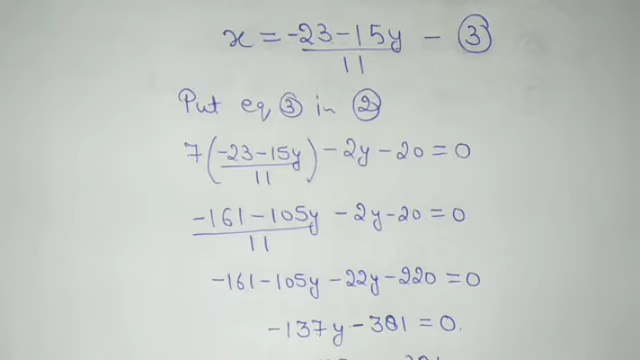 x = -23-15y/11 - ③
Put eq ③ in ②
7(-23-15y/11) - 2y - 20 = 0
-161-105y/11 - 2y - 20 = 0
-161-105y-22y-220 = 0
-137y-381 = 0.